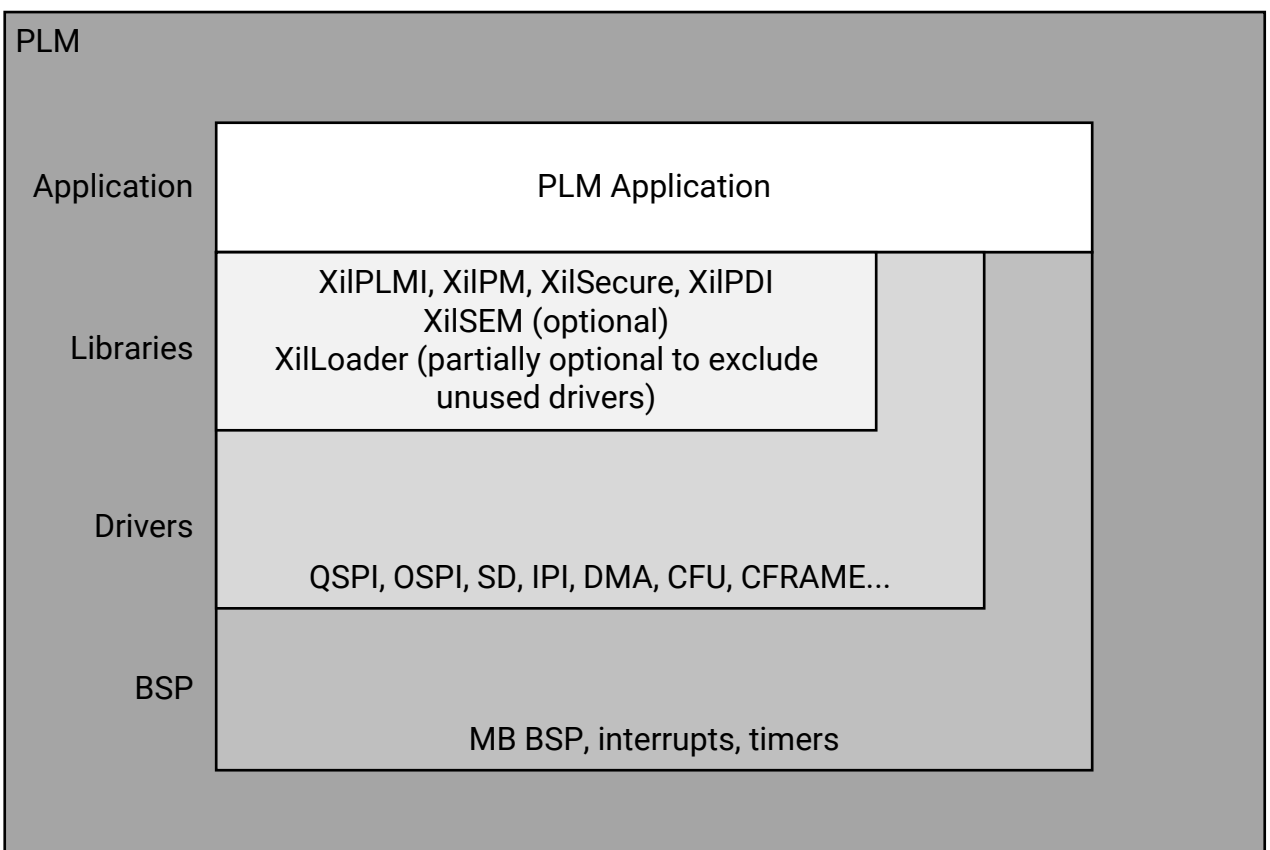 PLM
Application
PLM Application
Libraries
XilPLMI, XilPM, XilSecure, XilPDI
XilSEM (optional)
XilLoader (partially optional to exclude
unused drivers)
Drivers
QSPI, OSPI, SD, IPI, DMA, CFU, CFRAME...
BSP
MB BSP, interrupts, timers